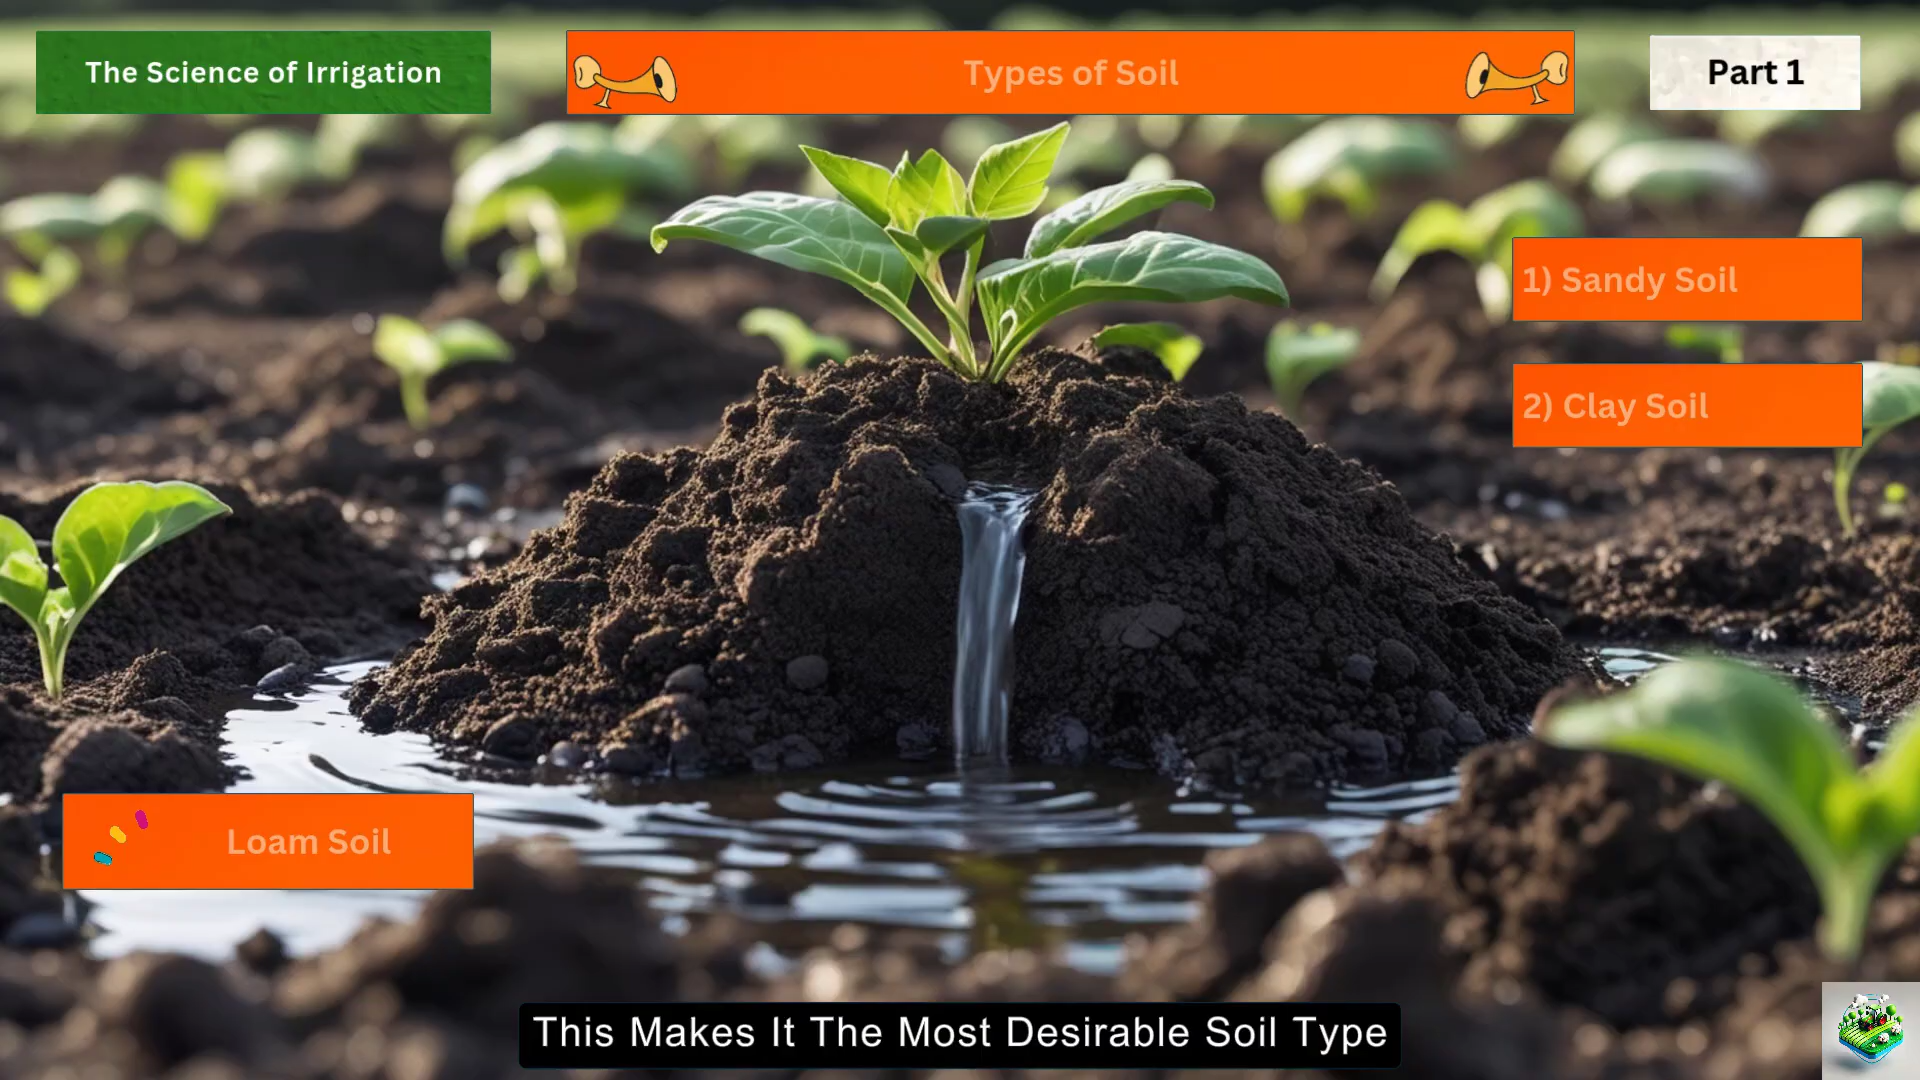 The Science of Irrigation
Types of Soil
Part 1
1) Sandy Soil
2) Clay Soil
Loam Soil
This Makes It The Most Desirable Soil Type